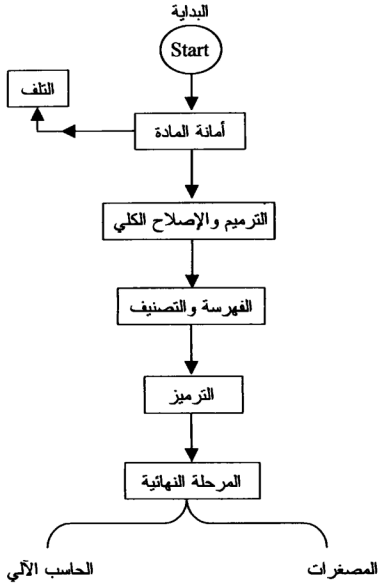 البداية
Start
التلف
أمانة المادة
الترميم والإصلاح الكلي
الفهرسة والتصنيف
الترميز
المرحلة النهائية
المصغرات
الحاسب الآلي